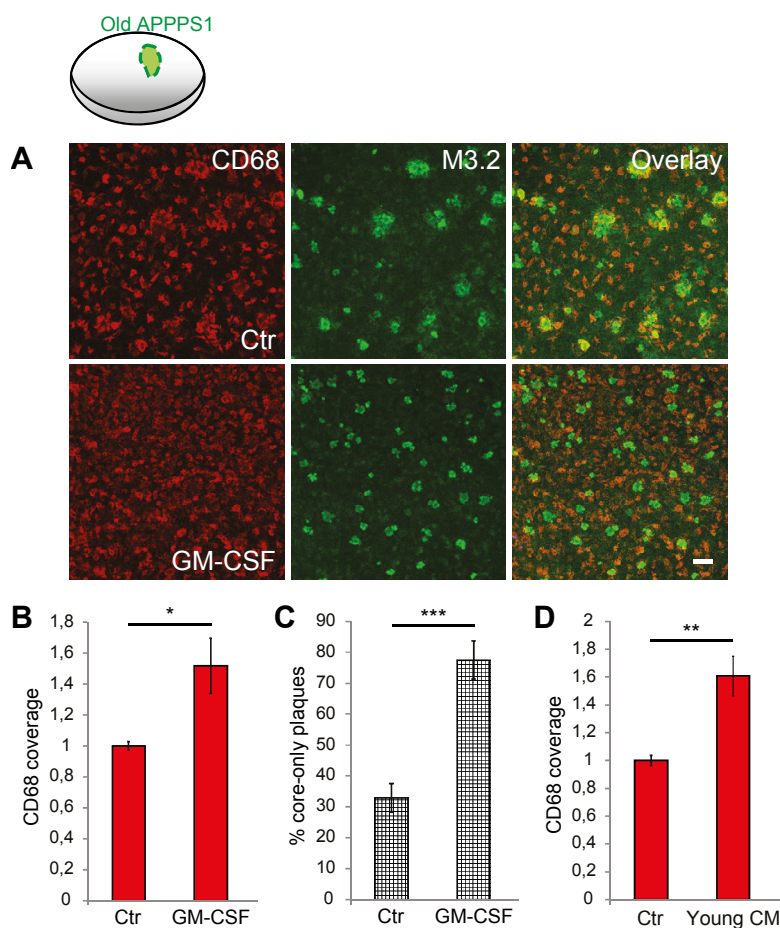 Old APPPS1
A
CD68
M3.2
Overlay
Ctr
GM-CSF
B
*
CD68 coverage
1,8
1,6
1,4
1,2
1
0,8
0,6
0,4
0,2
0
Ctr
GM-CSF
C
***
% core-only plaques
90
80
70
60
50
40
30
20
10
0
Ctr
GM-CSF
D
**
CD68 coverage
2
1,8
1,6
1,4
1,2
1
0,8
0,6
0,4
0,2
0
Ctr
Young CM